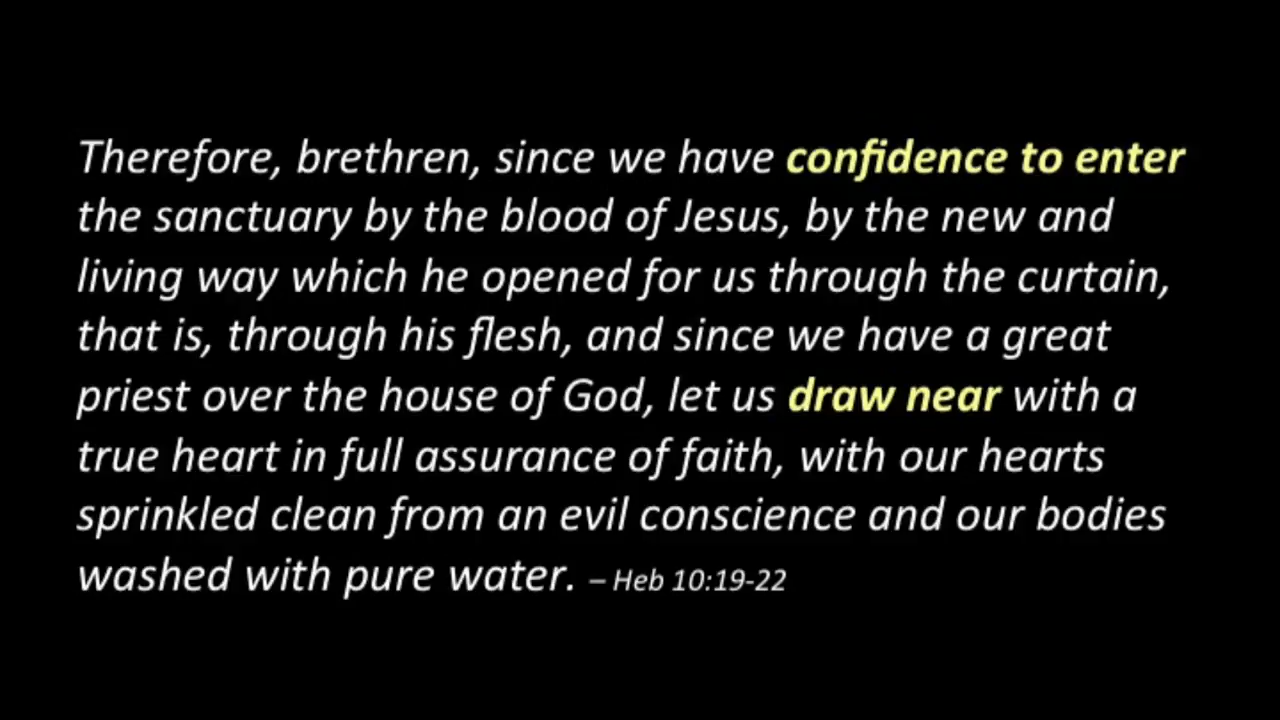 Therefore, brethren, since we have confidence to enter
the sanctuary by the blood of Jesus, by the new and
living way which he opened for us through the curtain,
that is, through his flesh, and since we have a great
priest over the house of God, let us draw near with a
true heart in full assurance of faith, with our hearts
sprinkled clean from an evil conscience and our bodies
washed with pure water. – Heb 10:19-22